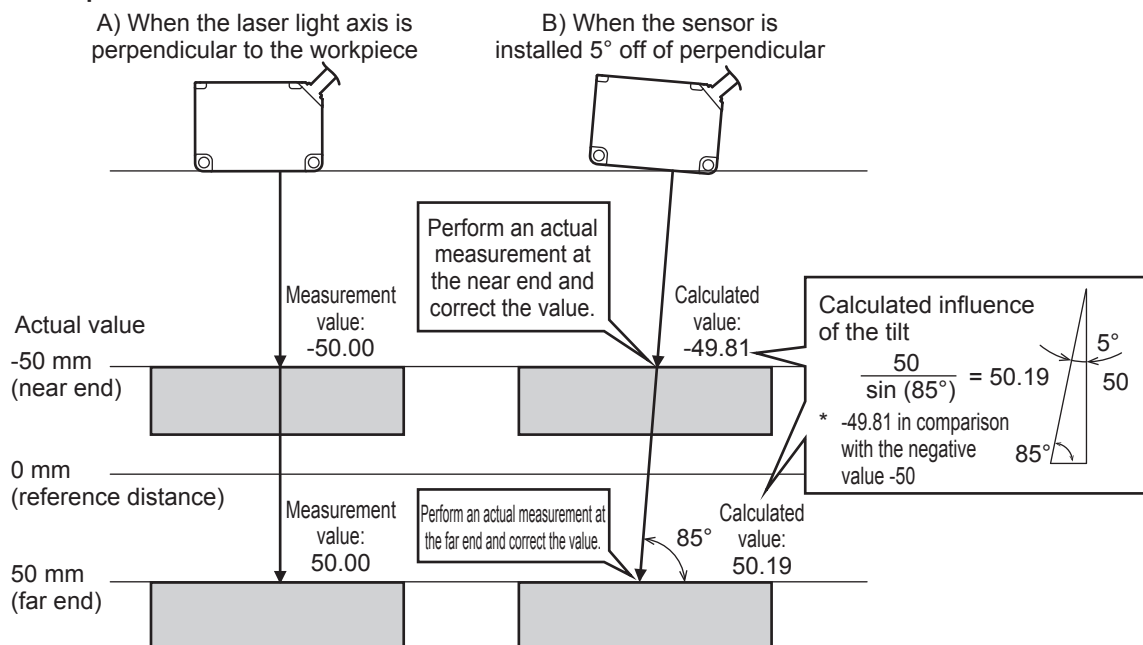 A) When the laser light axis is
perpendicular to the workpiece
B) When the sensor is
installed 5° off of perpendicular
Perform an actual
measurement at
the near end and
correct the value.
Measurement
value:
-50.00
Calculated
value:
-49.81
Calculated influence
of the tilt
50
sin (85°)
= 50.19
* -49.81 in comparison
with the negative
value -50
5°
50
85°
Actual value
-50 mm
(near end)
0 mm
(reference distance)
Measurement
value:
50.00
Perform an actual measurement at
the far end and correct the value.
85°
Calculated
value:
50.19
50 mm
(far end)